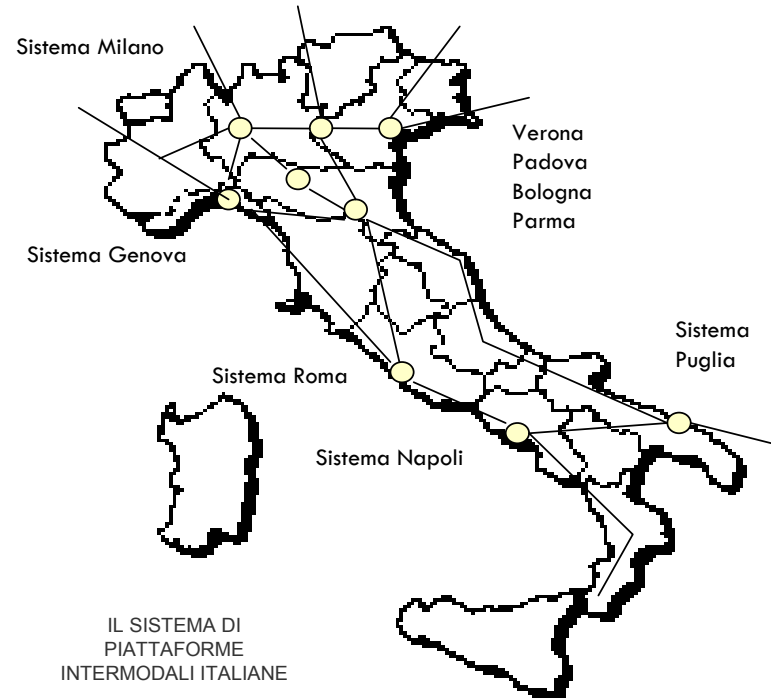 Sistema Milano
Verona
Padova
Bologna
Parma
Sistema Genova
Sistema
Puglia
Sistema Roma
Sistema Napoli
IL SISTEMA DI
PIATTAFORME
INTERMODALI ITALIANE